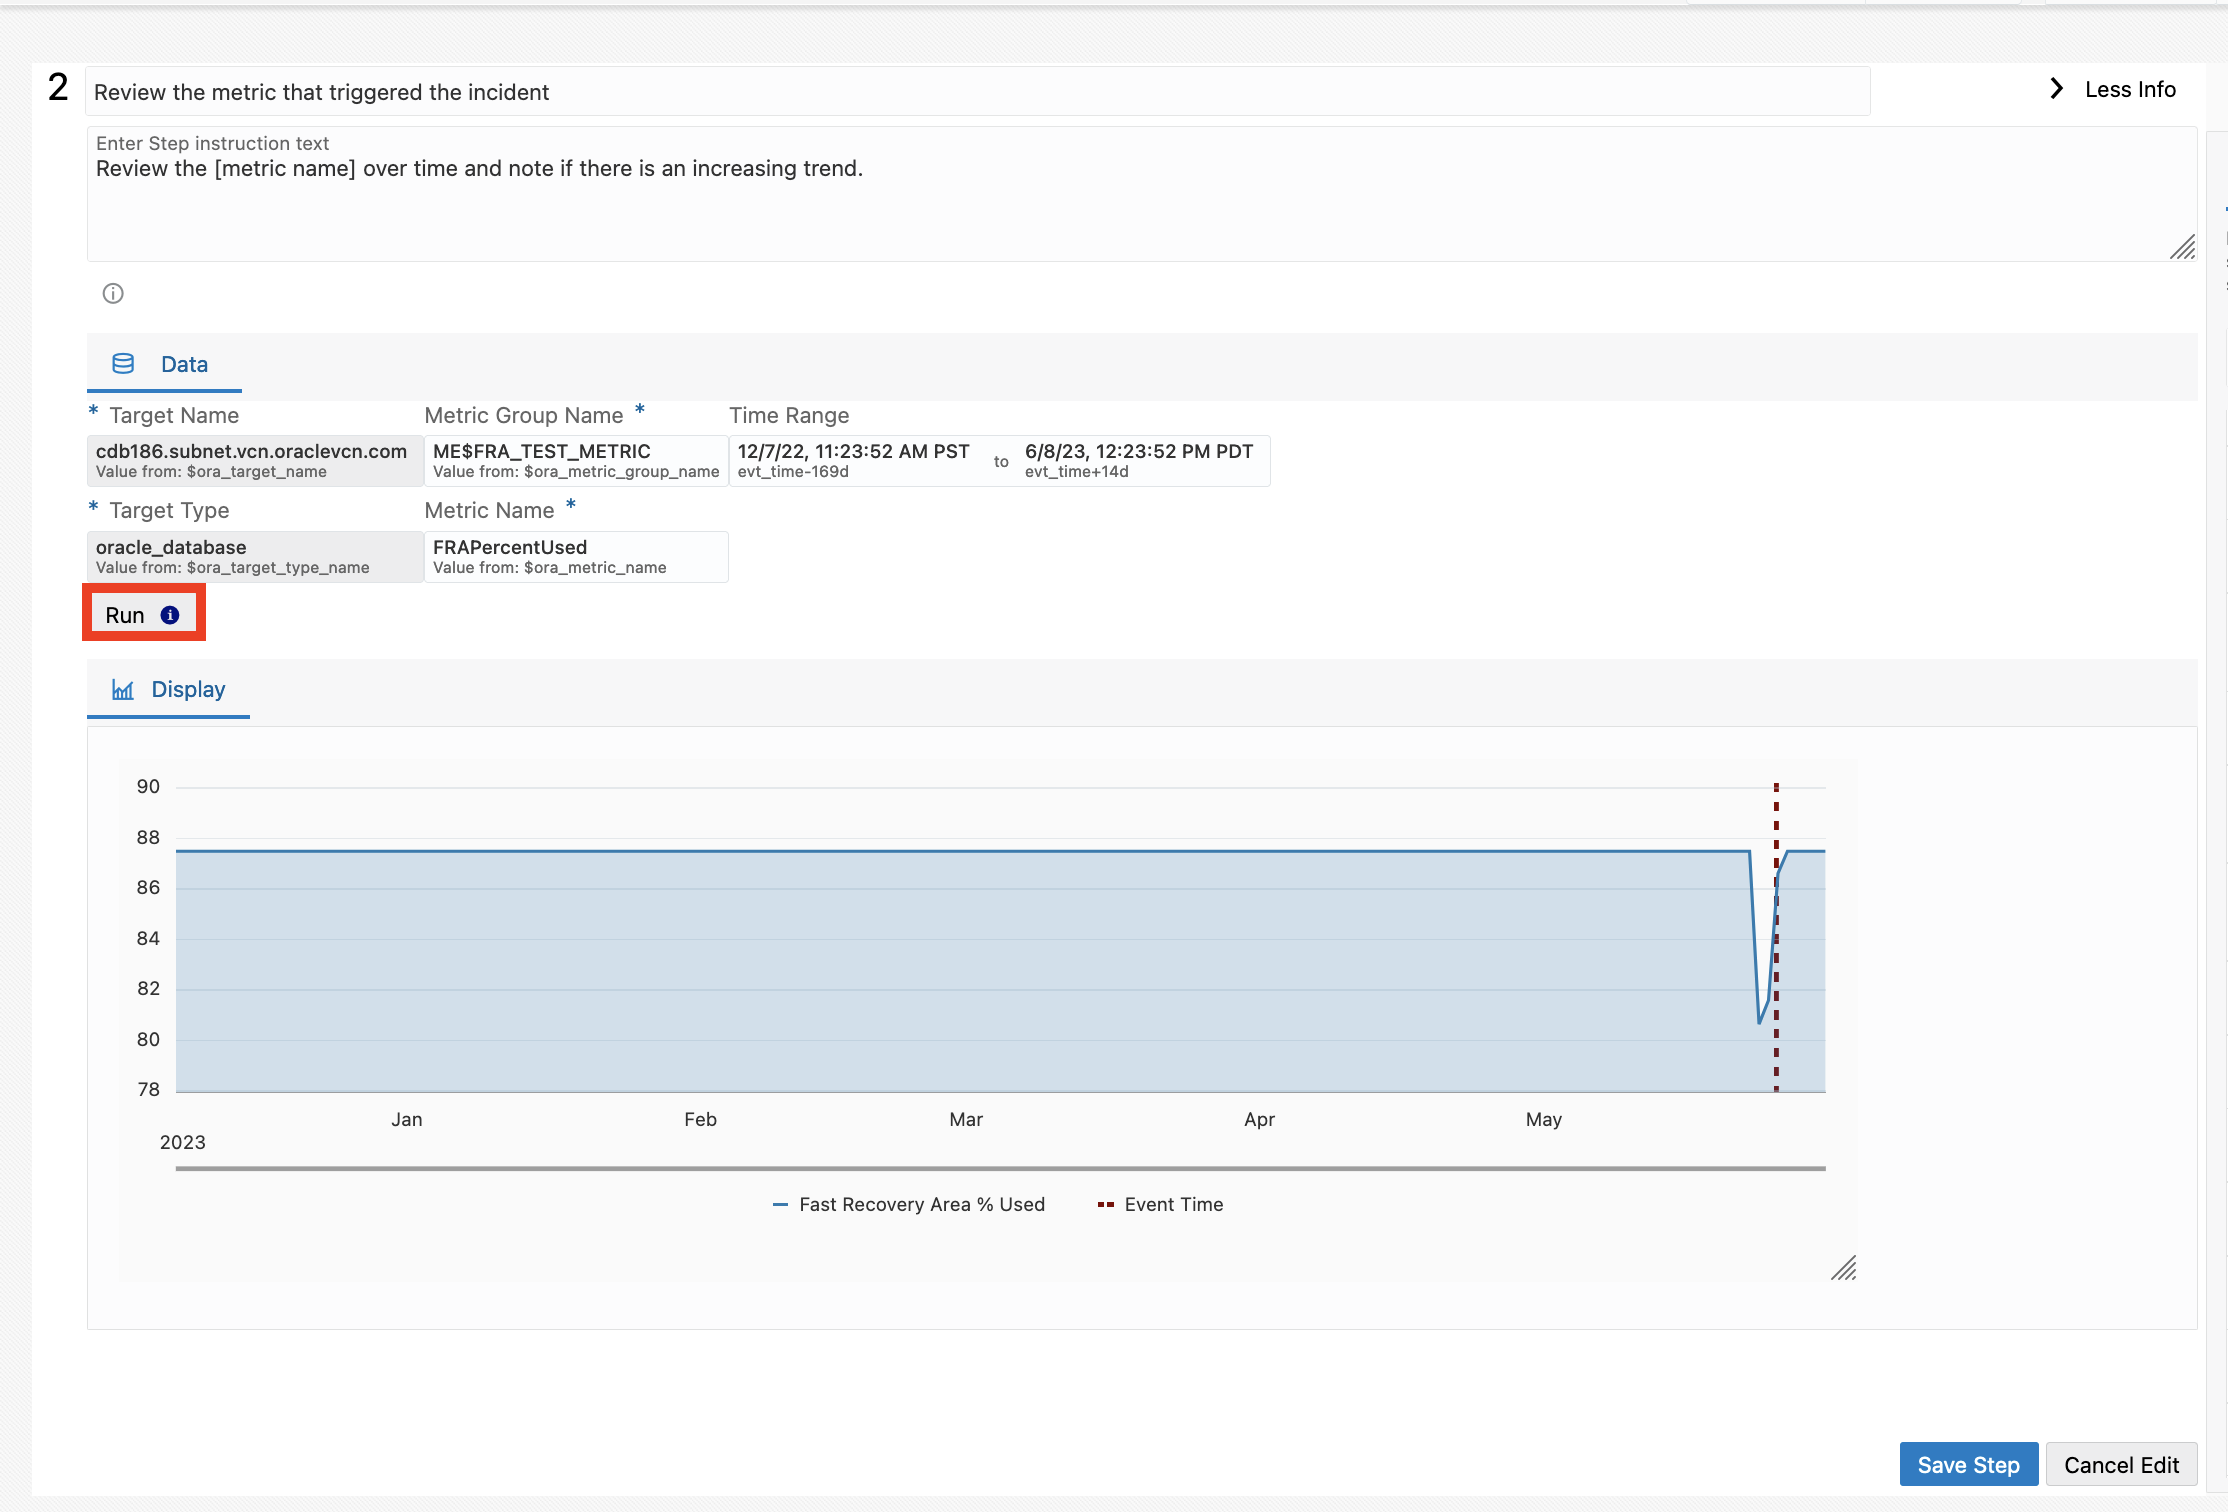 2 Review the metric that triggered the incident
Less Info
Enter Step instruction text
Review the [metric name] over time and note if there is an increasing trend.
Data
* Target Name Metric Group Name * Time Range
cdb186.subnet.vcn.oraclevcn.com ME$FRA_TEST_METRIC 12/7/22, 11:23:52 AM PST to 6/8/23, 12:23:52 PM PDT
Value from: $ora_target_name Value from: $ora_metric_group_name evt_time-169d evt_time+14d
* Target Type Metric Name *
oracle_database FRAPercentUsed
Value from: $ora_target_type_name Value from: $ora_metric_name
Run
Display
90
88
86
84
82
80
78
Jan Feb Mar Apr May
2023
Fast Recovery Area % Used Event Time
Save Step Cancel Edit